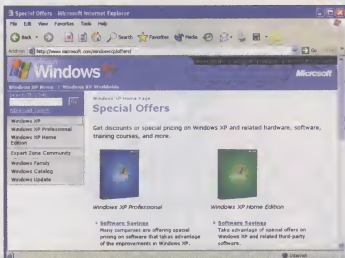 Special Offers - Microsoft Internet Explorer
File Edit View Favorites Tools Help
Back Search Favorites Media
Address http://www.microsoft.com/windowsxp/offers/ Go
Windows
Microsoft
Windows XP Home | Windows XP Worldwide
Advanced Search
Windows XP
Windows XP Professional
Windows XP Home Edition
Expert Zone Community
Windows Family
Windows Catalog
Windows Update
Windows XP Home Page
Special Offers
Get discounts or special pricing on Windows XP and related hardware, software,
training courses, and more.
Windows XP Professional
Windows XP Home Edition
Software Savings
Many companies are offering special
pricing on software that takes advantage
of the improvements in Windows XP.
Software Savings
Take advantage of special offers on
Windows XP and related third-party
software.
Internet